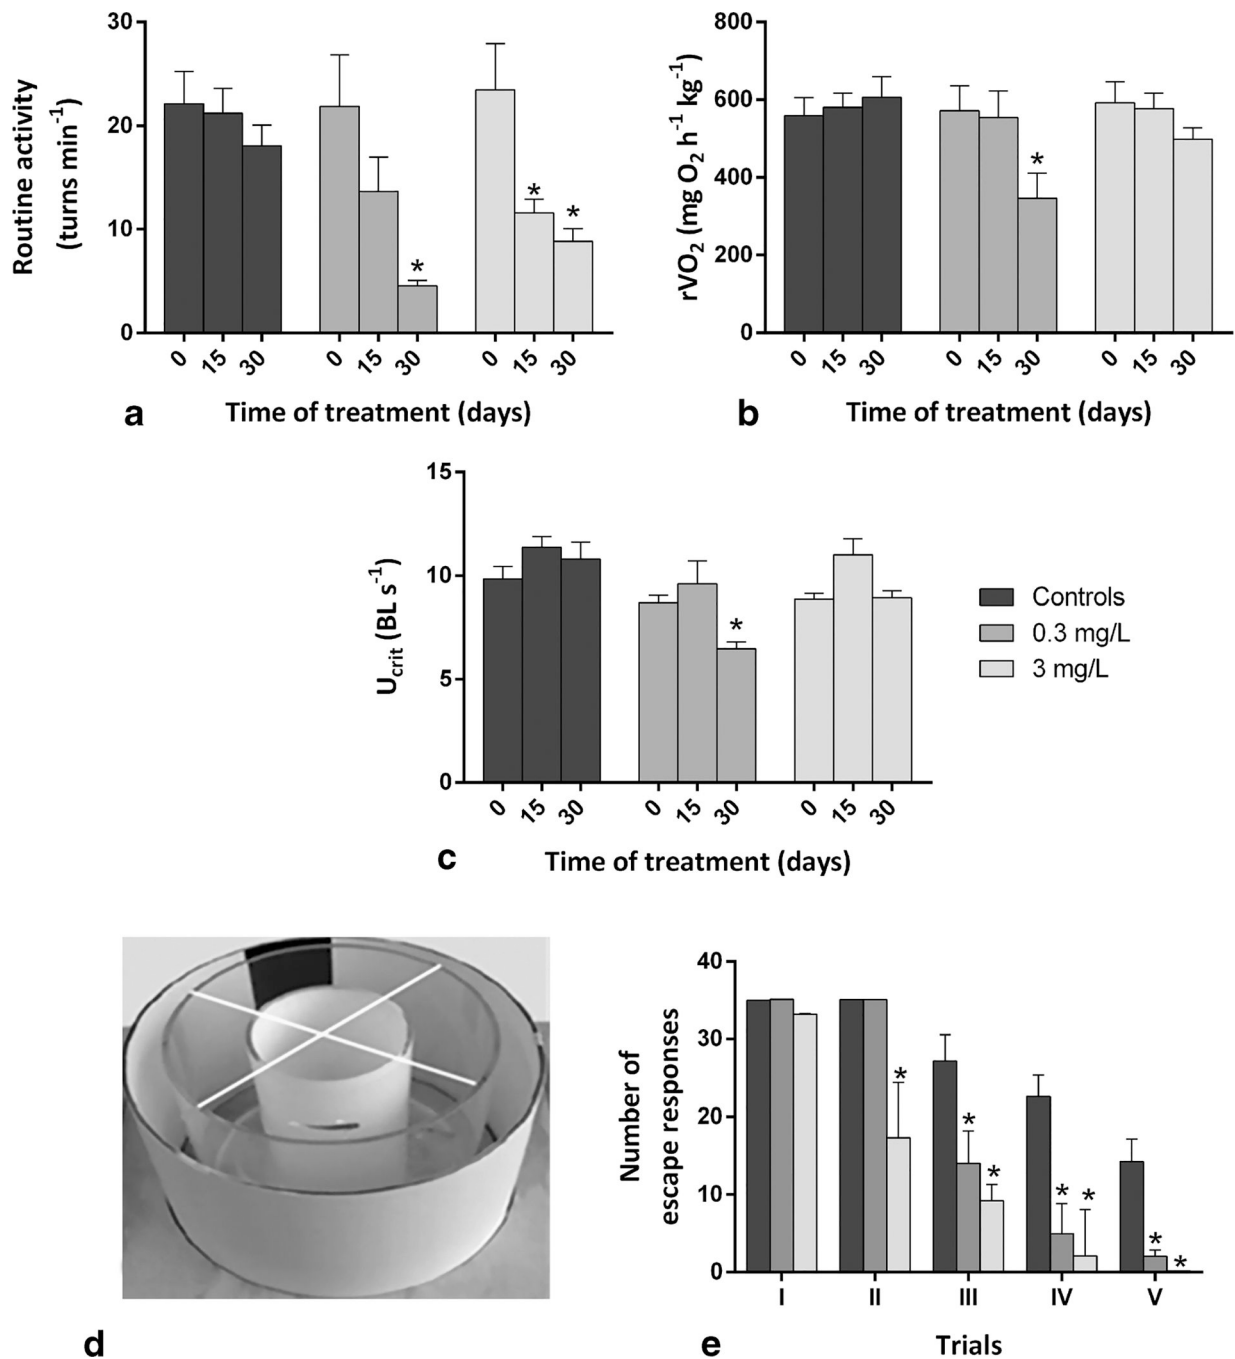 30
20
10
0
Routine activity
(turns min⁻¹)
*
* *
0 15 30 0 15 30 0 15 30
a Time of treatment (days)
800
600
400
200
0
rVO₂ (mg O₂ h⁻¹ kg⁻¹)
*
0 15 30 0 15 30 0 15 30
b Time of treatment (days)
15
10
5
0
U_crit (BL s⁻¹)
*
0 15 30 0 15 30 0 15 30
c Time of treatment (days)
Controls
0.3 mg/L
3 mg/L
d
40
30
20
10
0
Number of
escape responses
*
* *
* *
* *
I II III IV V
e Trials